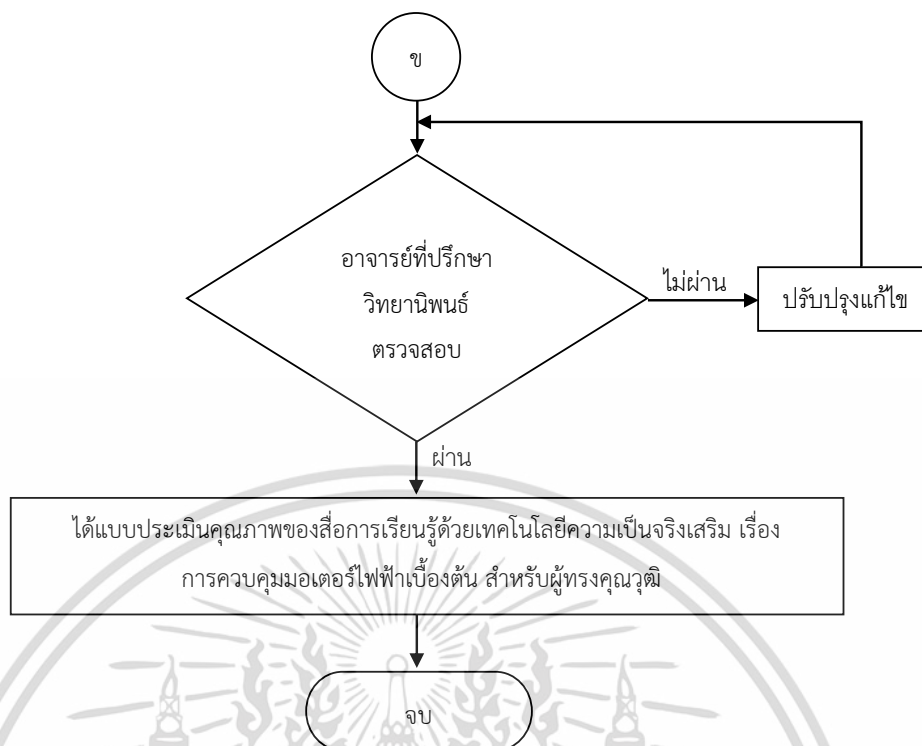 ข
อาจารย์ที่ปรึกษา
วิทยานิพนธ์
ตรวจสอบ
ไม่ผ่าน
ปรับปรุงแก้ไข
ผ่าน
ได้แบบประเมินคุณภาพของสื่อการเรียนรู้ด้วยเทคโนโลยีความเป็นจริงเสริม เรื่อง
การควบคุมมอเตอร์ไฟฟ้าเบื้องต้น สำหรับผู้ทรงคุณวุฒิ
จบ